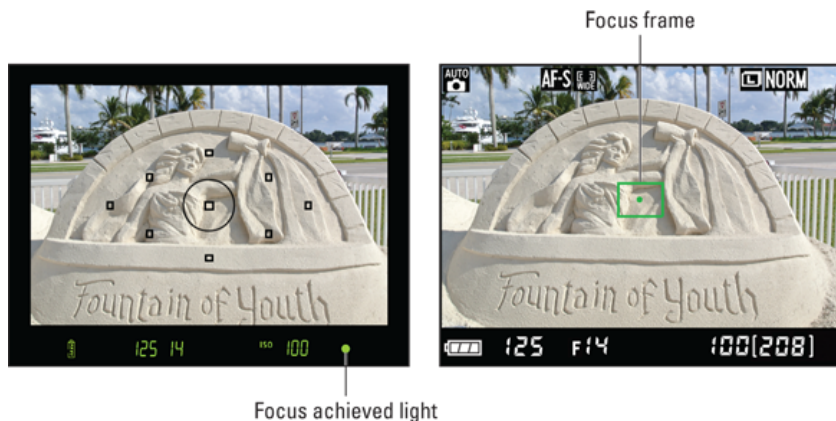 Focus frame
AUTO AF-S WIDE L NORM
Fountain of Youth
125 14 ISO 100
Focus achieved light
Fountain of Youth
125 F14 100[208]